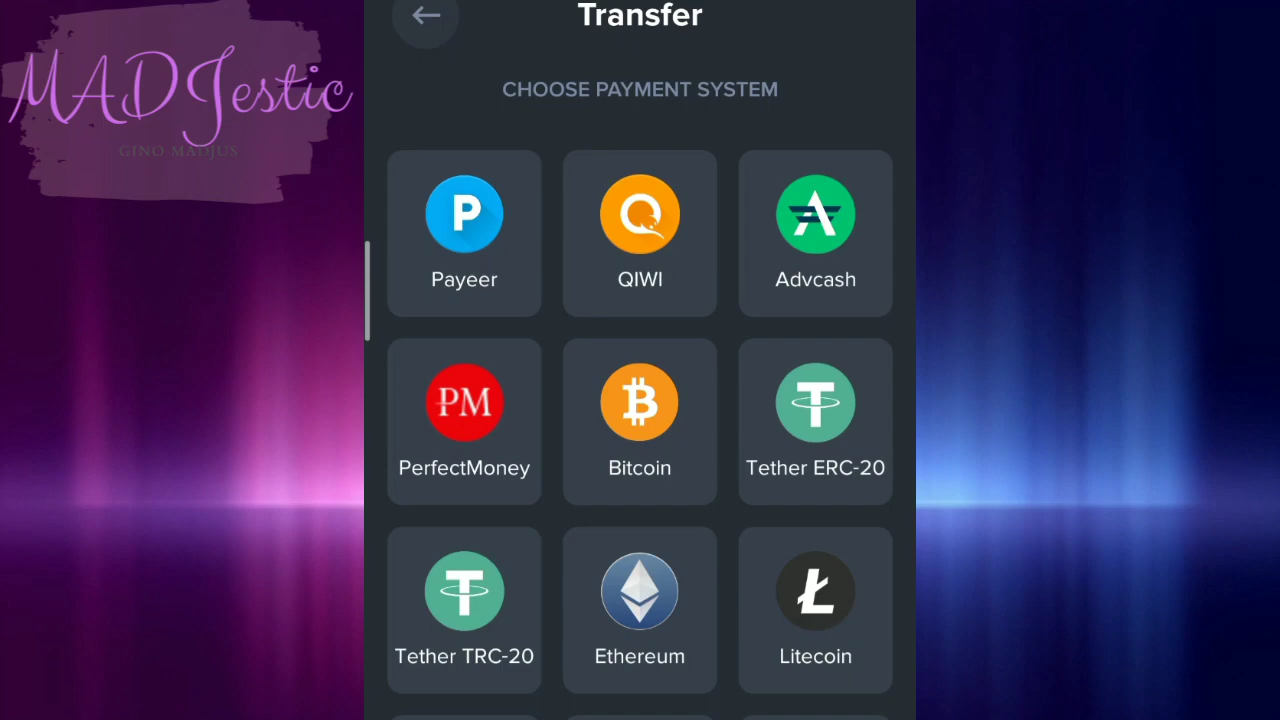 MADJestic
GINO MADJUS
Transfer
CHOOSE PAYMENT SYSTEM
P
Payeer
QIWI
Advcash
PM
PerfectMoney
Bitcoin
Tether ERC-20
Tether TRC-20
Ethereum
Litecoin